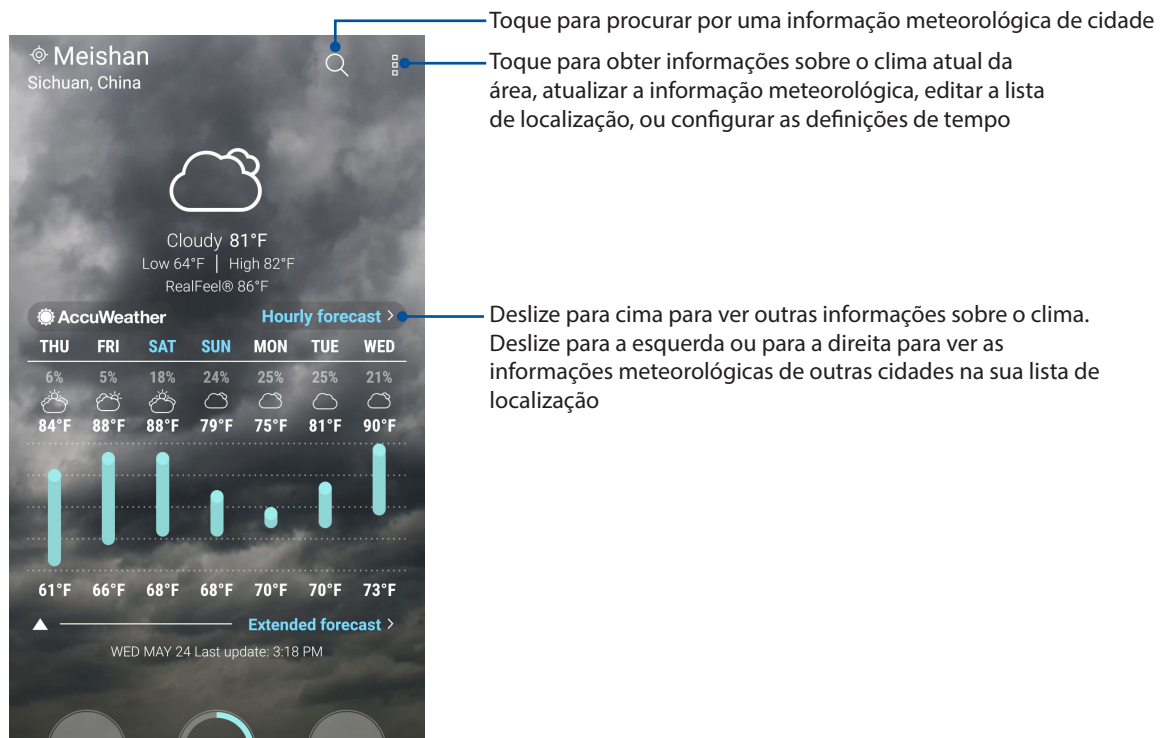 Toque para procurar por uma informação meteorológica de cidade
Meishan
Sichuan, China
Toque para obter informações sobre o clima atual da
área, atualizar a informação meteorológica, editar a lista
de localização, ou configurar as definições de tempo
Cloudy 81°F
Low 64°F | High 82°F
RealFeel® 86°F
AccuWeather Hourly forecast >
Deslize para cima para ver outras informações sobre o clima.
Deslize para a esquerda ou para a direita para ver as
informações meteorológicas de outras cidades na sua lista de
localização
THU FRI SAT SUN MON TUE WED
6% 5% 18% 24% 25% 25% 21%
84°F 88°F 88°F 79°F 75°F 81°F 90°F
61°F 66°F 68°F 68°F 70°F 70°F 73°F
Extended forecast >
WED MAY 24 Last update: 3:18 PM